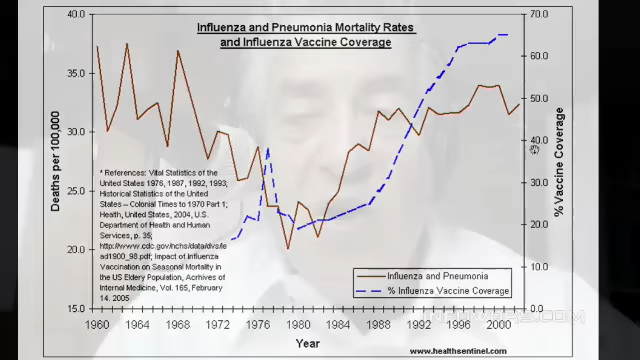 Influenza and Pneumonia Mortality Rates
and Influenza Vaccine Coverage
40.0
35.0
30.0
25.0
20.0
15.0
Deaths per 100,000
70.0
60.0
50.0
40.0
30.0
20.0
10.0
0.0
% Vaccine Coverage
* References: Vital Statistics of the
United States 1976, 1987, 1992, 1993;
Historical Statistics of the United
States -- Colonial Times to 1970 Part 1;
Health, United States, 2004, U.S.
Department of Health and Human
Services, p. 35;
http://www.cdc.gov/nchs/data/dvs/le
ad1900_98.pdf; Impact of Influenza
Vaccination on Seasonal Mortality in
the US Elderly Population, Acrhives of
Internal Medicine, Vol. 165, February
14. 2005
Influenza and Pneumonia
% Influenza Vaccine Coverage
1960 1964 1968 1972 1976 1980 1984 1988 1992 1996 2000
Year
www.healthsentinel.com